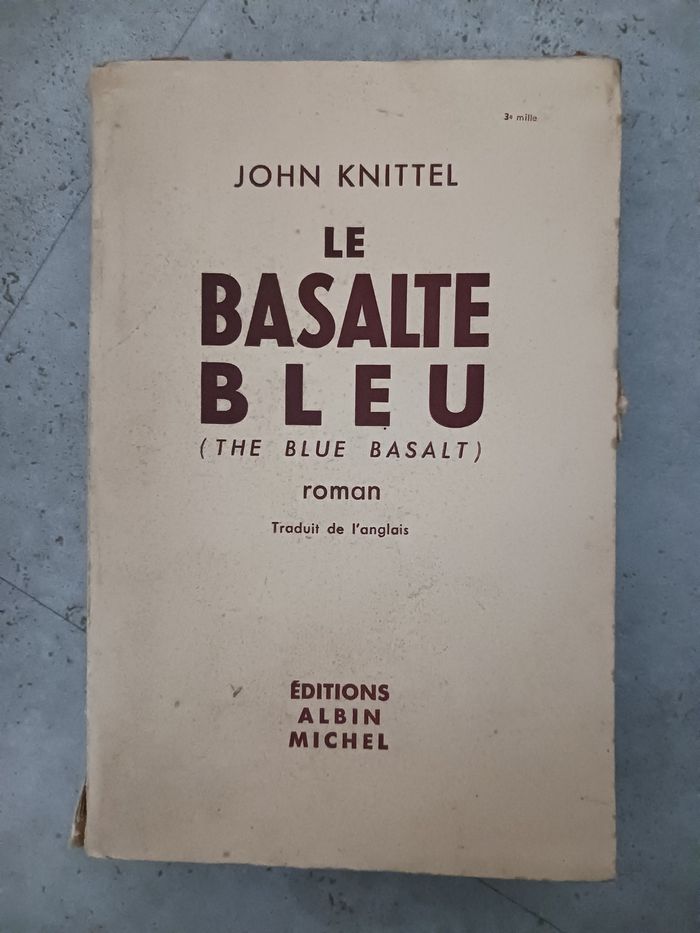 3e mille
JOHN KNITTEL
LE
BASALTE
BLEU
(THE BLUE BASALT)
roman
Traduit de l'anglais
ÉDITIONS
ALBIN
MICHEL